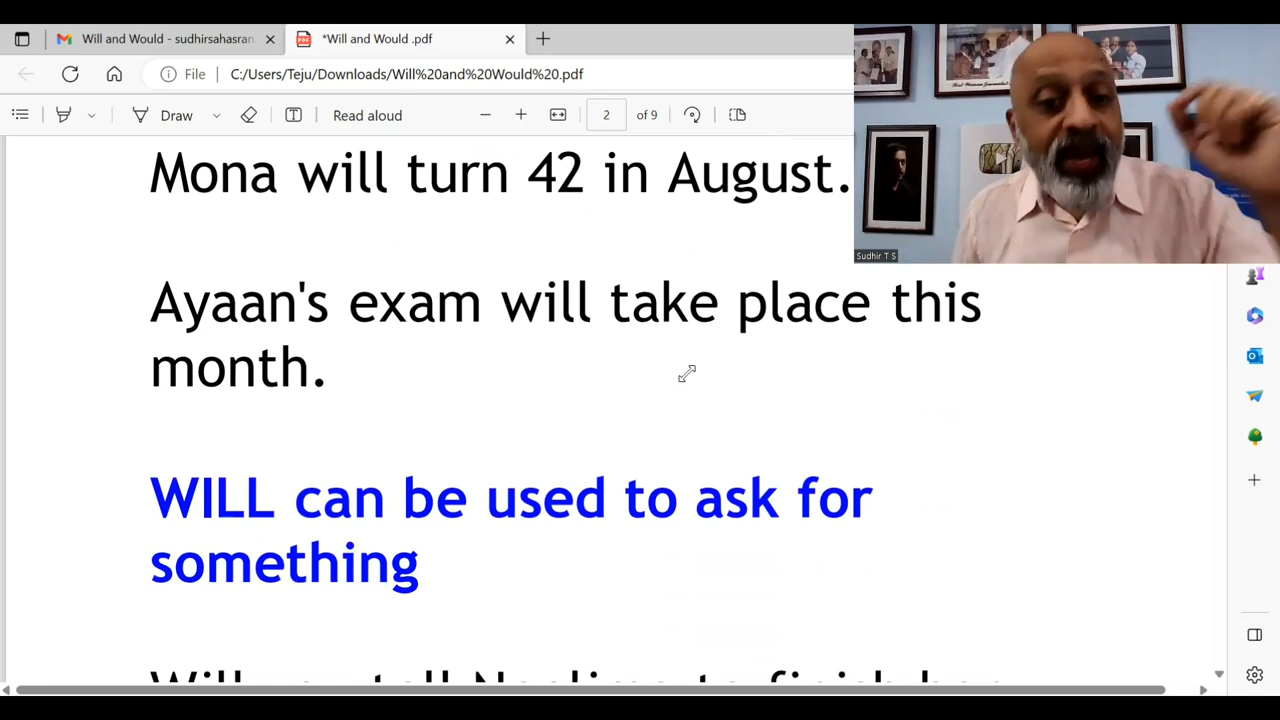 Will and Would - sudhirsahasran
*Will and Would .pdf
File
C:/Users/Teju/Downloads/Will%20and%20Would%20.pdf
Draw
Read aloud
2
of 9
Mona will turn 42 in August.
Sudhir T S
Ayaan's exam will take place this
month.
WILL can be used to ask for
something